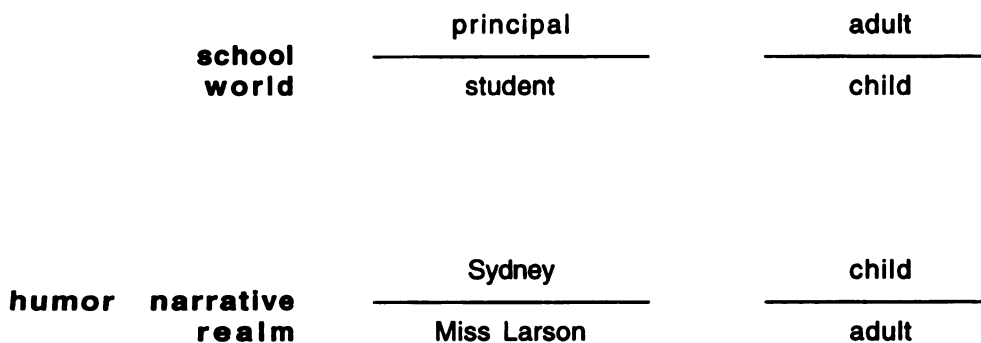 principal adult
school
world
student child
Sydney child
humor narrative
realm
Miss Larson adult